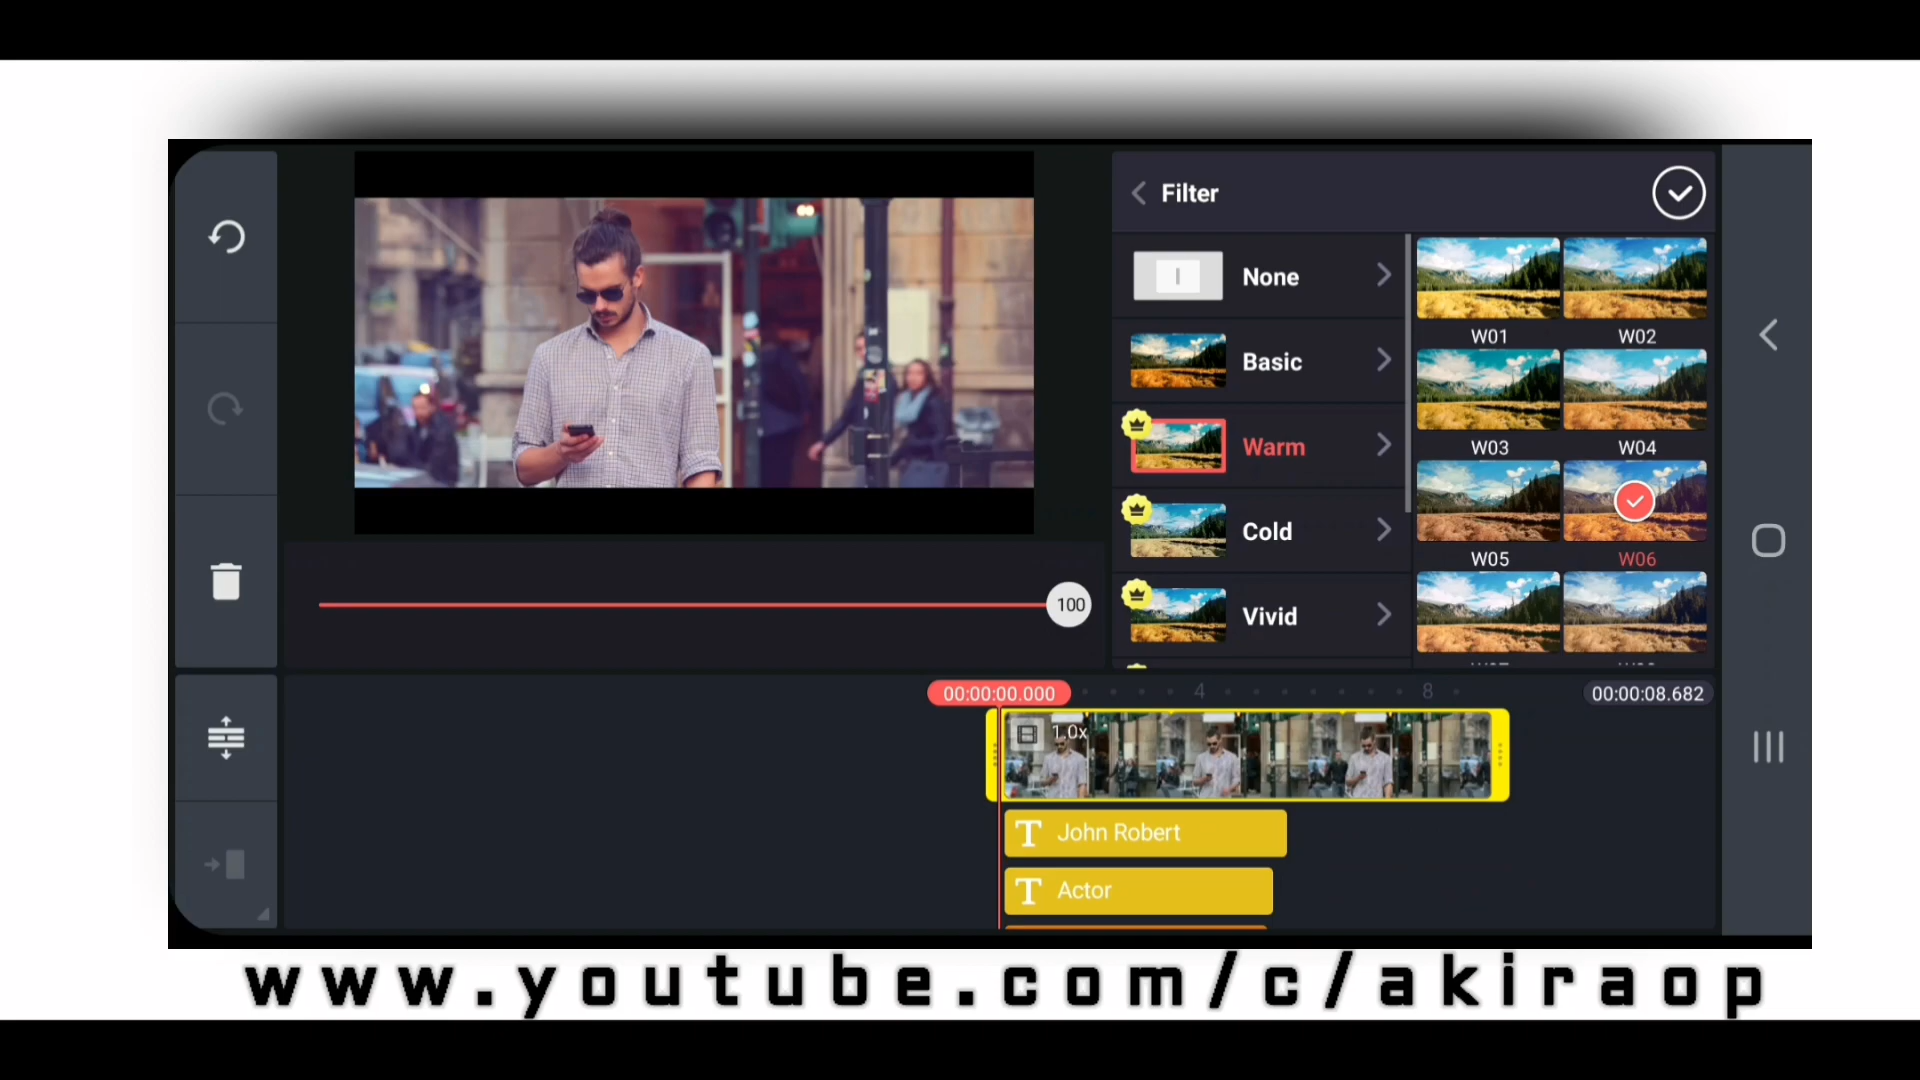 Filter
None
Basic
Warm
Cold
Vivid
W01 W02
W03 W04
W05 W06
100
00:00:00.000 4 8 00:00:08.682
1.0x
T John Robert
T Actor
www.youtube.com/c/akiraop